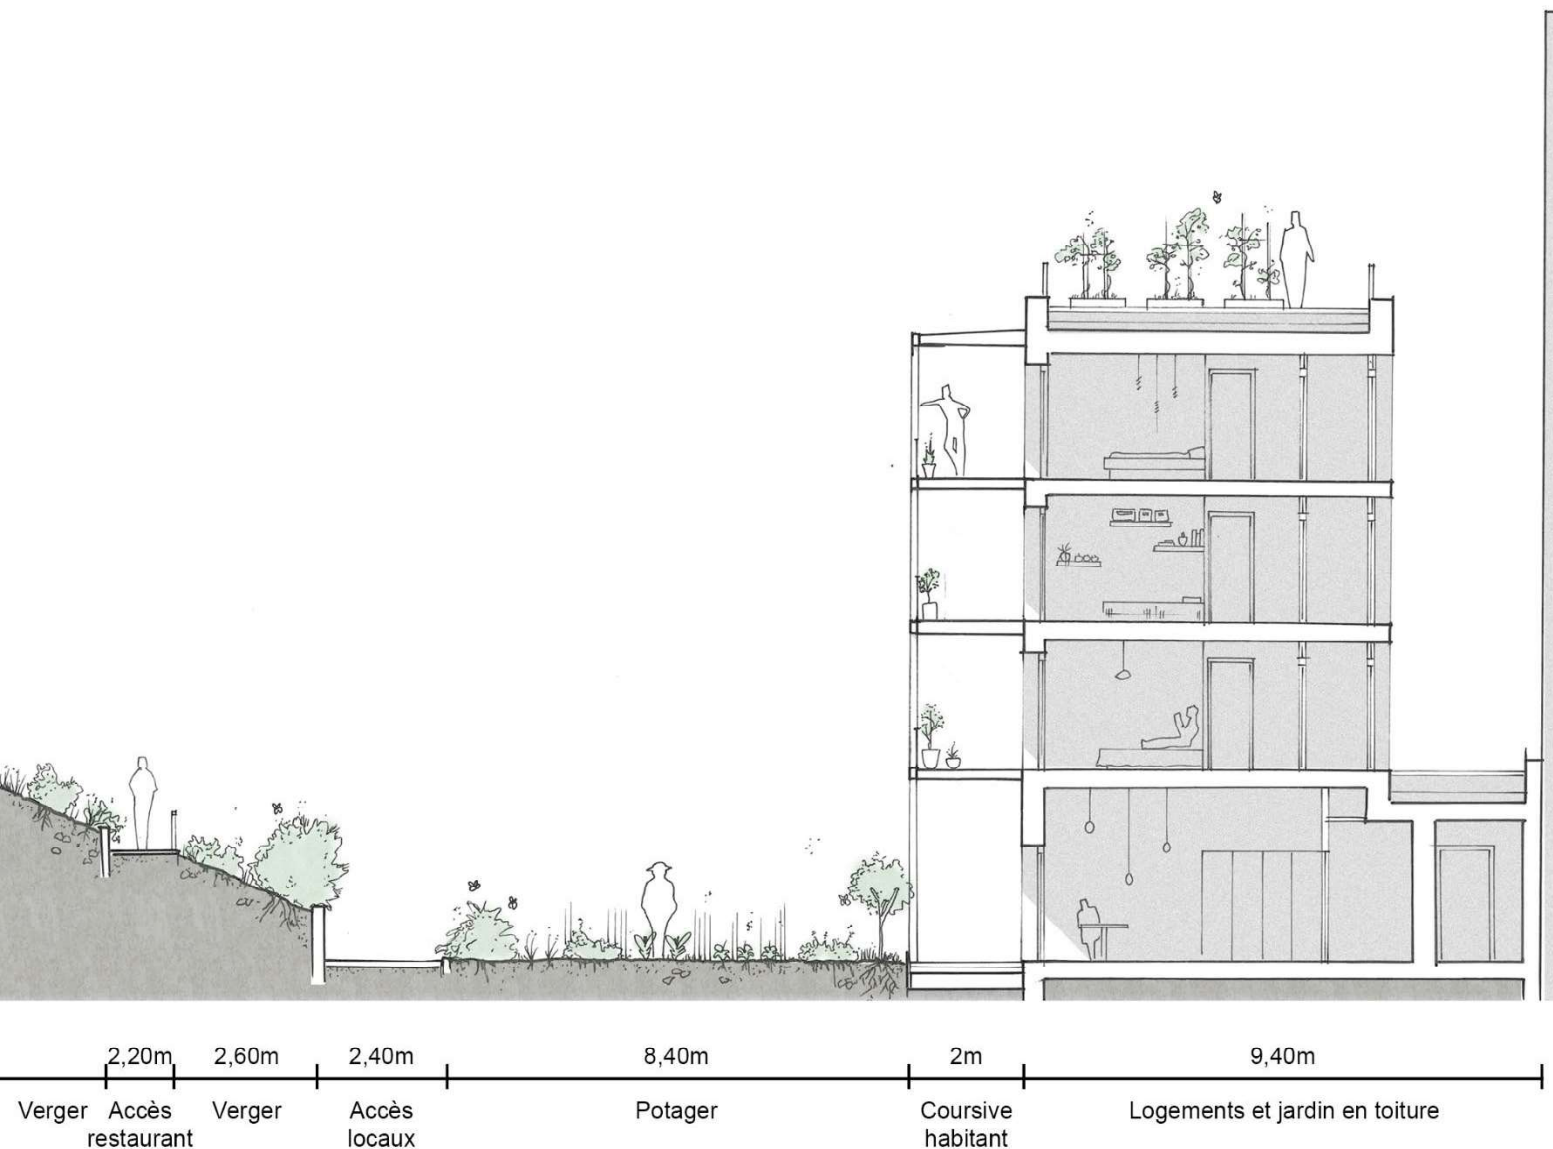 2,20m 2,60m 2,40m 8,40m 2m 9,40m
Verger Accès Verger Accès Potager Coursive Logements et jardin en toiture
restaurant locaux habitant